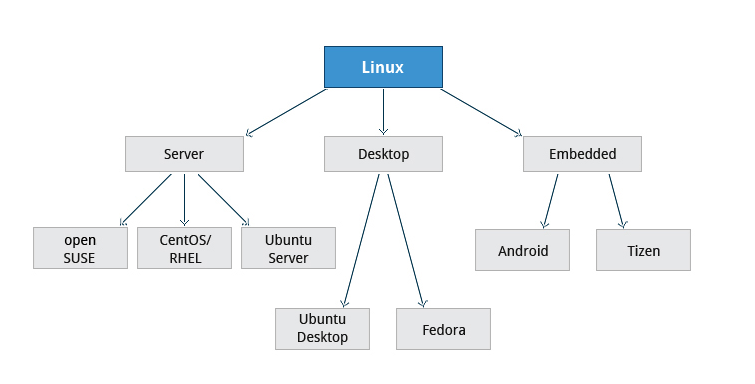 Linux
Server
Desktop
Embedded
open
SUSE
CentOS/
RHEL
Ubuntu
Server
Android
Tizen
Ubuntu
Desktop
Fedora